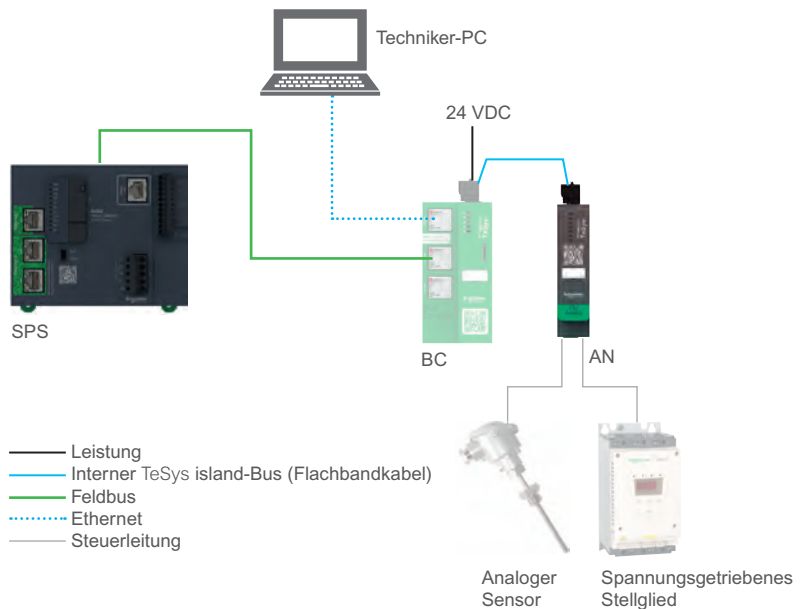 Techniker-PC
24 VDC
SPS
BC
AN
Leistung
Interner TeSys island-Bus (Flachbandkabel)
Feldbus
Ethernet
Steuerleitung
Analoger
Sensor
Spannungsgetriebenes
Stellglied